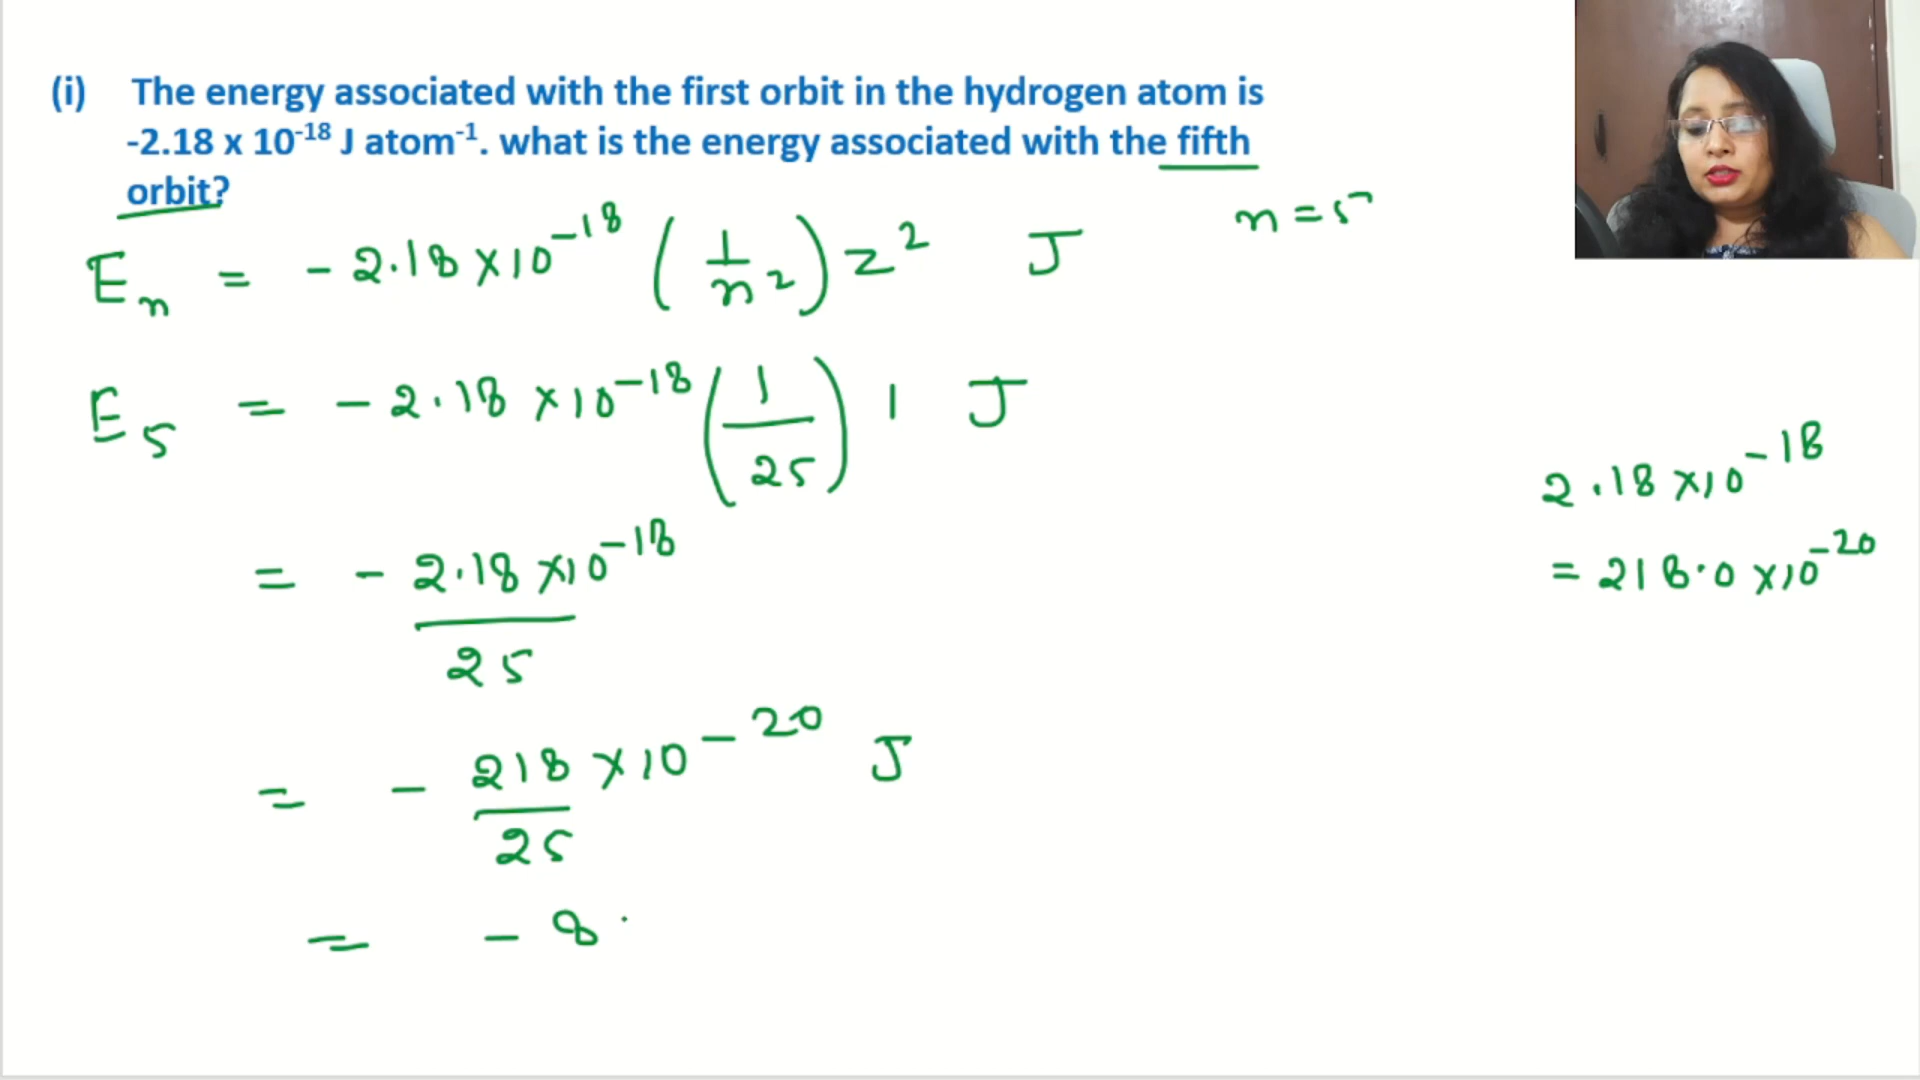 (i) The energy associated with the first orbit in the hydrogen atom is
-2.18 x 10⁻¹⁸ J atom⁻¹. what is the energy associated with the fifth
orbit?
n = 5
Eₙ = - 2.18 × 10⁻¹⁸ (1/n²) z² J
E₅ = - 2.18 × 10⁻¹⁸ (1/25) 1 J
= - 2.18 × 10⁻¹⁸ / 25
= - 218/25 × 10⁻²⁰ J
= - 8.
2.18 × 10⁻¹⁸
= 218.0 × 10⁻²⁰